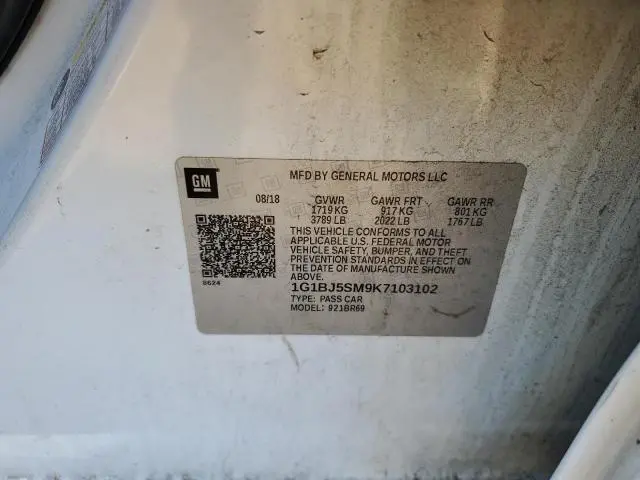 GM
MFD BY GENERAL MOTORS LLC
08/18 GVWR GAWR FRT GAWR RR
1719 KG 917 KG 801 KG
3789 LB 2022 LB 1767 LB
THIS VEHICLE CONFORMS TO ALL
APPLICABLE U.S. FEDERAL MOTOR
VEHICLE SAFETY, BUMPER, AND THEFT
PREVENTION STANDARDS IN EFFECT ON
THE DATE OF MANUFACTURE SHOWN
ABOVE.
8624
1G1BJ5SM9K7103102
TYPE: PASS CAR
MODEL: 921BR69